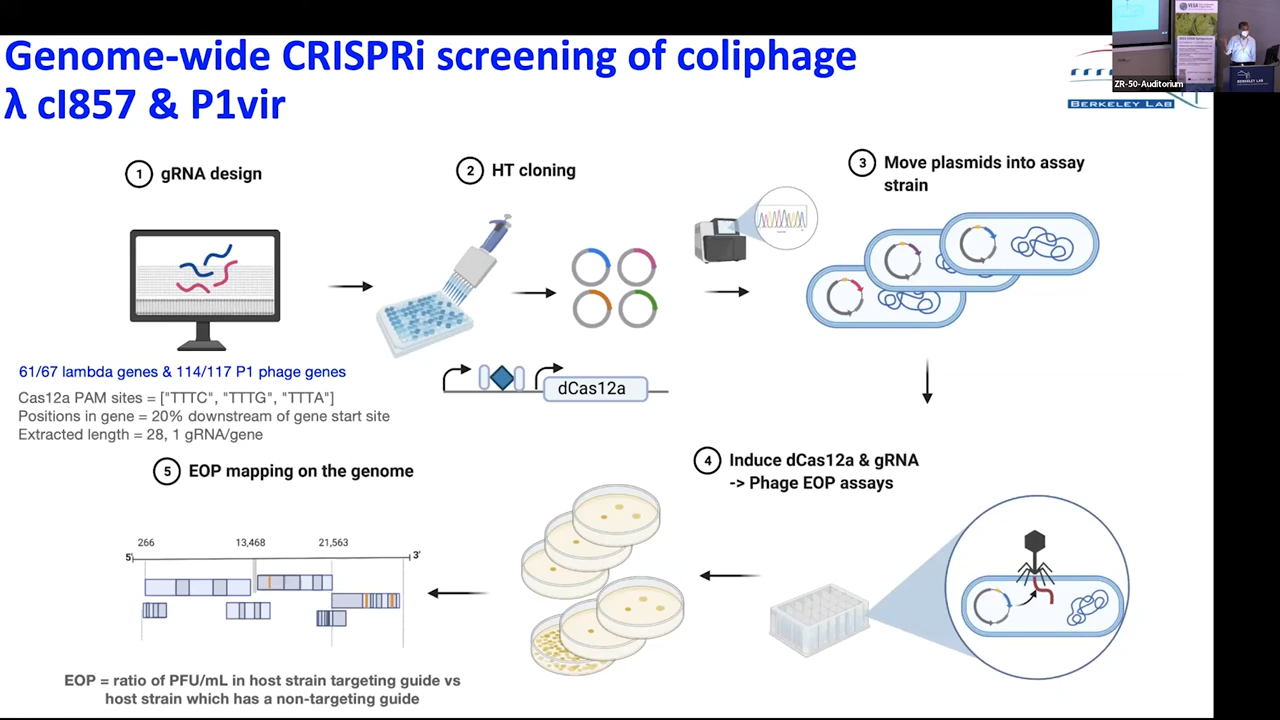 Genome-wide CRISPRi screening of coliphage
λ cI857 & P1vir
ZR-50-Auditorium
BERKELEY LAB
1 gRNA design
2 HT cloning
3 Move plasmids into assay
strain
dCas12a
61/67 lambda genes & 114/117 P1 phage genes
Cas12a PAM sites = ["TTTC", "TTTG", "TTTA"]
Positions in gene = 20% downstream of gene start site
Extracted length = 28, 1 gRNA/gene
4 Induce dCas12a & gRNA
-> Phage EOP assays
5 EOP mapping on the genome
266 13,468 21,563
5' 3'
EOP = ratio of PFU/mL in host strain targeting guide vs
host strain which has a non-targeting guide